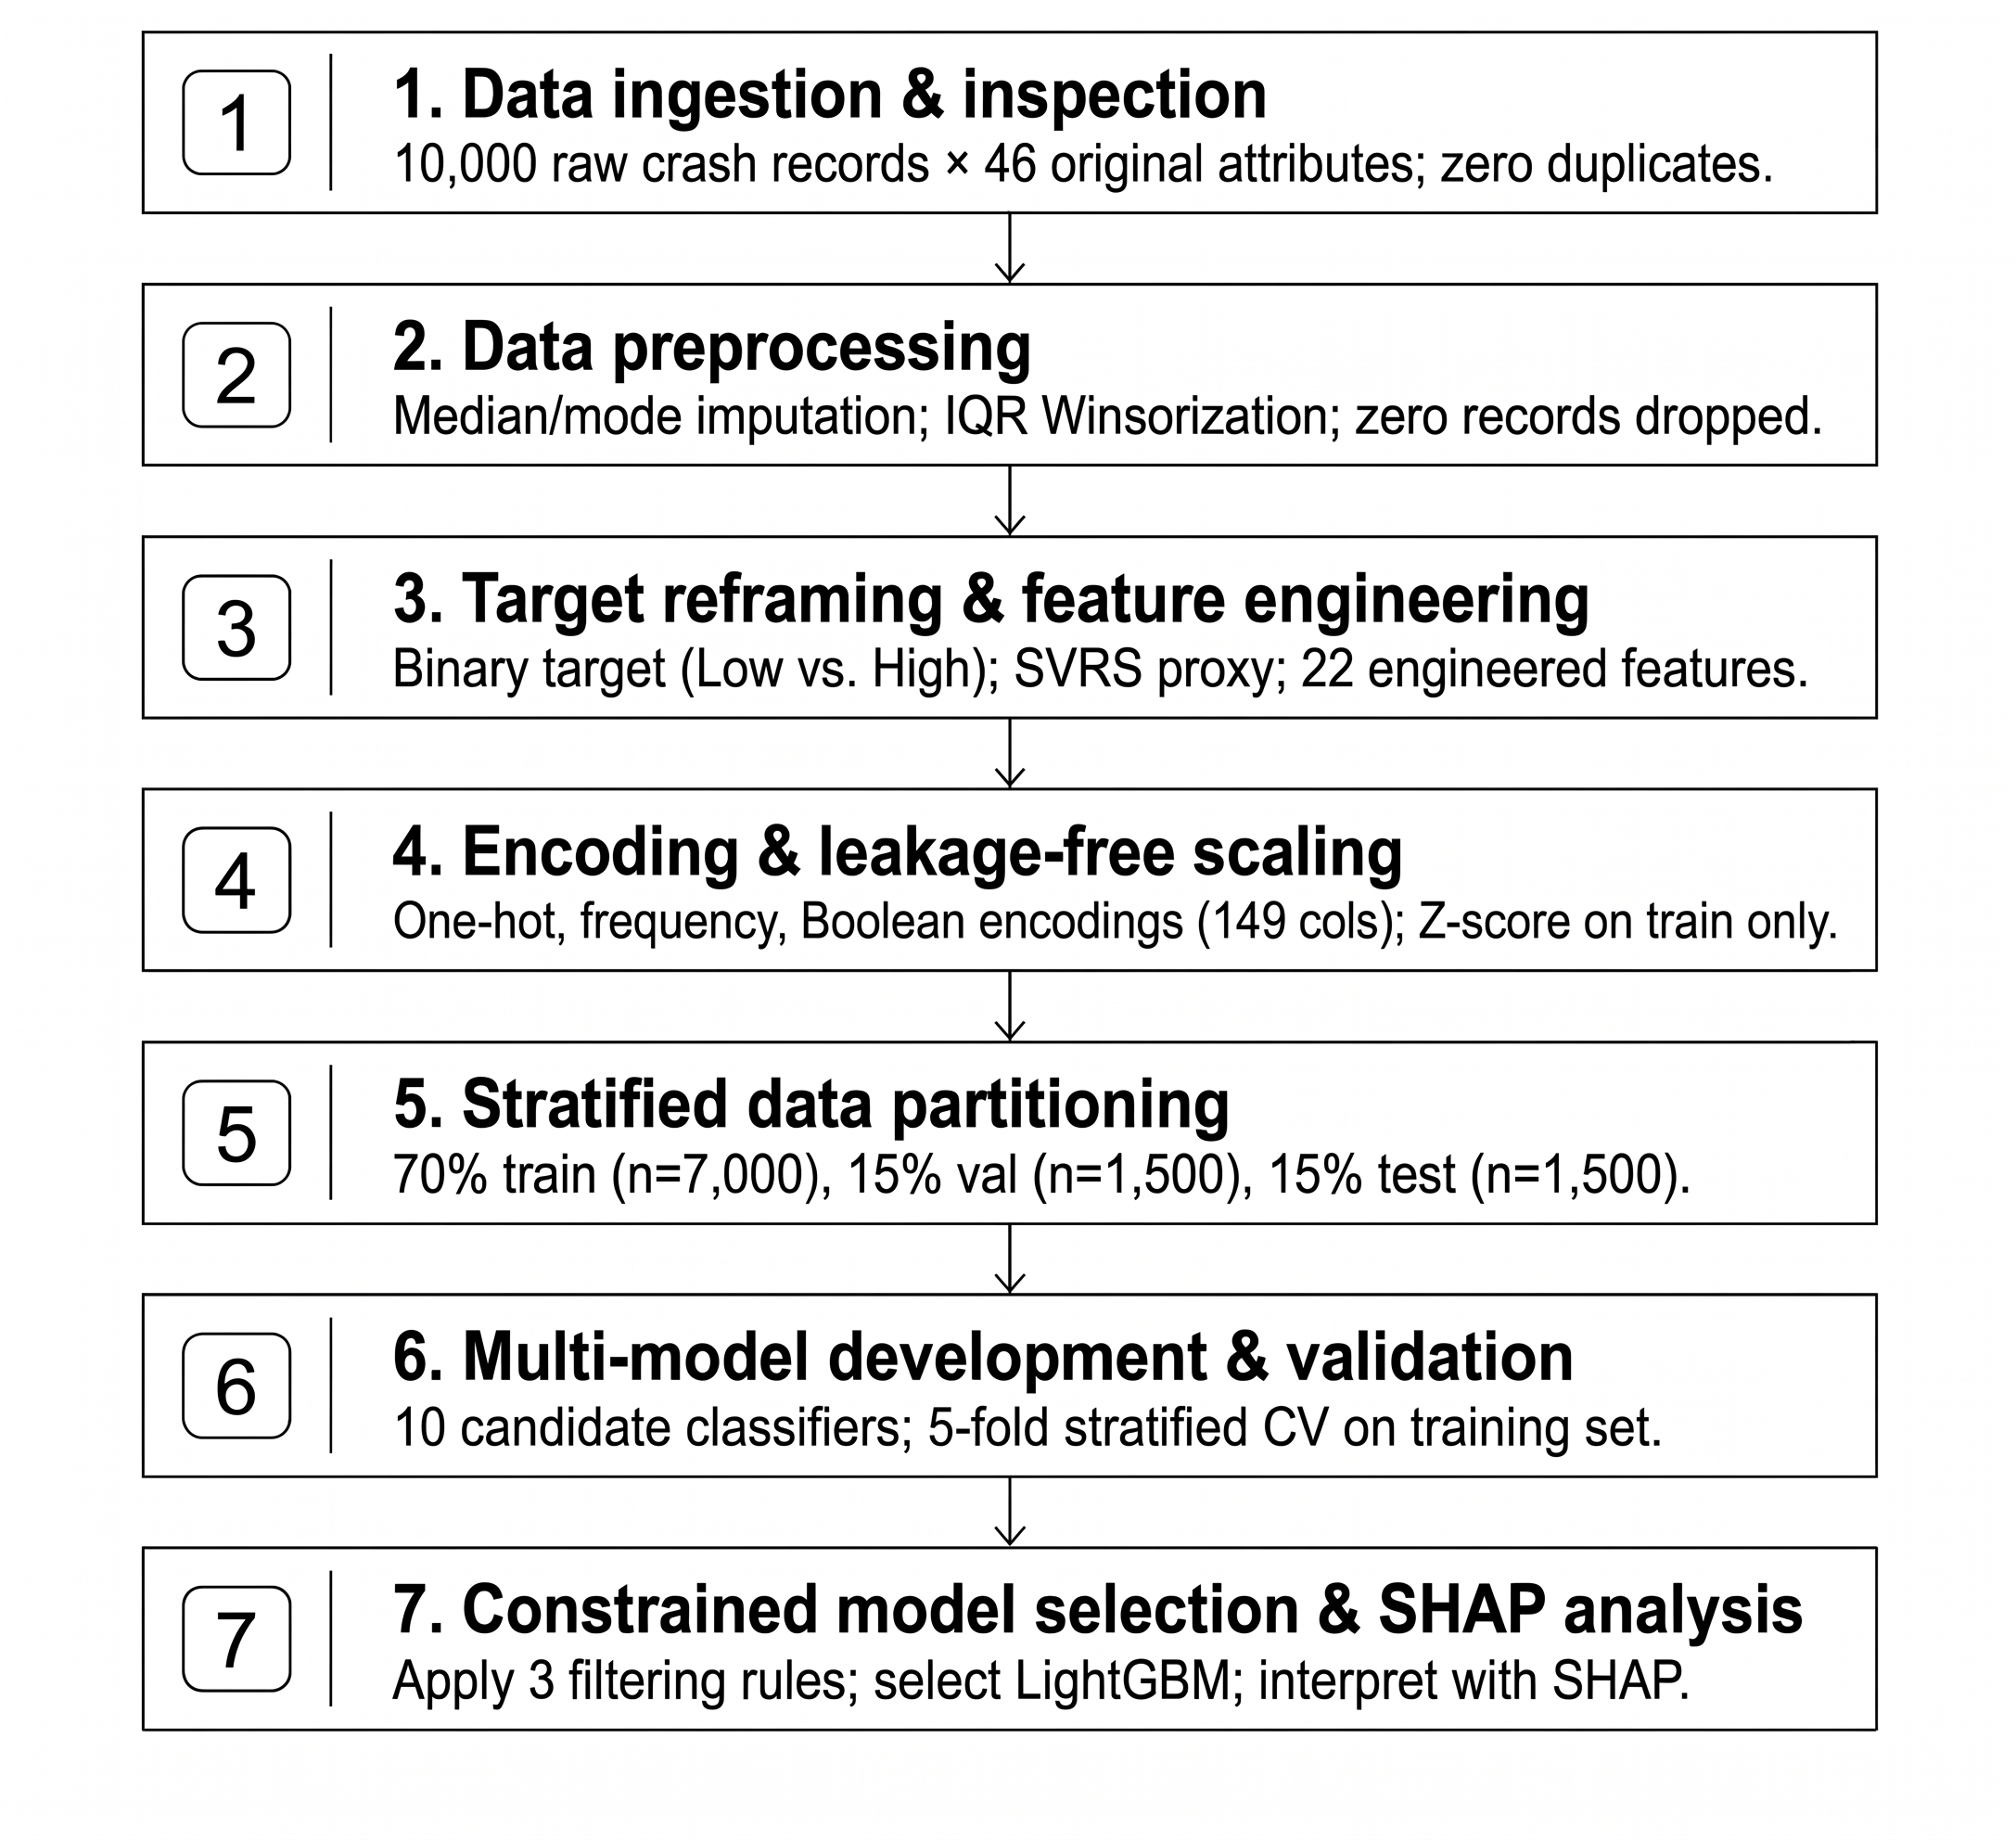 1
1. Data ingestion & inspection
10,000 raw crash records × 46 original attributes; zero duplicates.
2
2. Data preprocessing
Median/mode imputation; IQR Winsorization; zero records dropped.
3
3. Target reframing & feature engineering
Binary target (Low vs. High); SVRS proxy; 22 engineered features.
4
4. Encoding & leakage-free scaling
One-hot, frequency, Boolean encodings (149 cols); Z-score on train only.
5
5. Stratified data partitioning
70% train (n=7,000), 15% val (n=1,500), 15% test (n=1,500).
6
6. Multi-model development & validation
10 candidate classifiers; 5-fold stratified CV on training set.
7
7. Constrained model selection & SHAP analysis
Apply 3 filtering rules; select LightGBM; interpret with SHAP.